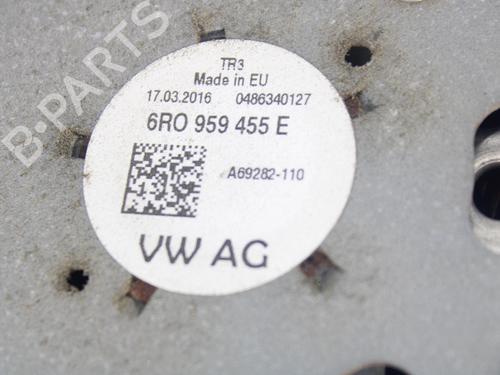 B-PARTS
TR3
Made in EU
17.03.2016 0486340127
6R0 959 455 E
A69282-110
VW AG